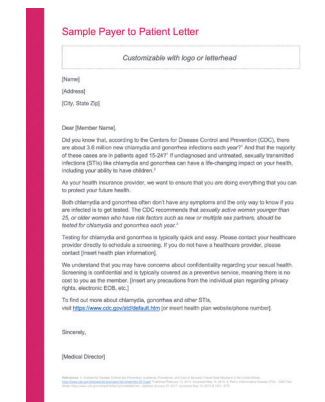 Sample Payer to Patient Letter
Customizable with logo or letterhead
[Name]
[Address]
[City, State Zip]
Dear [Member Name],
Did you know that, according to the Centers for Disease Control and Prevention (CDC), there
are about 3.6 million new chlamydia and gonorrhea infections each year?¹ And that the majority
of these cases are in patients aged 15-24?¹ If undiagnosed and untreated, sexually transmitted
infections (STIs) like chlamydia and gonorrhea can have a life-changing impact on your health,
including your ability to have children.
As your health insurance provider, we want to ensure that you are doing everything that you can
to protect your future health.
Both chlamydia and gonorrhea often don't have any symptoms and the only way to know if you
are infected is to get tested. The CDC recommends that sexually active women younger than
25, or older women who have risk factors such as new or multiple sex partners, should be
tested for chlamydia and gonorrhea each year.
Testing for chlamydia and gonorrhea is typically quick and easy. Please contact your healthcare
provider directly to schedule a screening. If you do not have a healthcare provider, please
contact [Insert health plan information].
We understand that you may have concerns about confidentiality regarding your sexual health.
Screening is confidential and is typically covered as a preventive service, meaning there is no
cost to you as the member. [Insert any precautions from the individual plan regarding privacy
rights, electronic EOB, etc.]
To find out more about chlamydia, gonorrhea and other STIs,
visit https://www.cdc.gov/std/default.htm [or insert health plan website/phone number].
Sincerely,
[Medical Director]